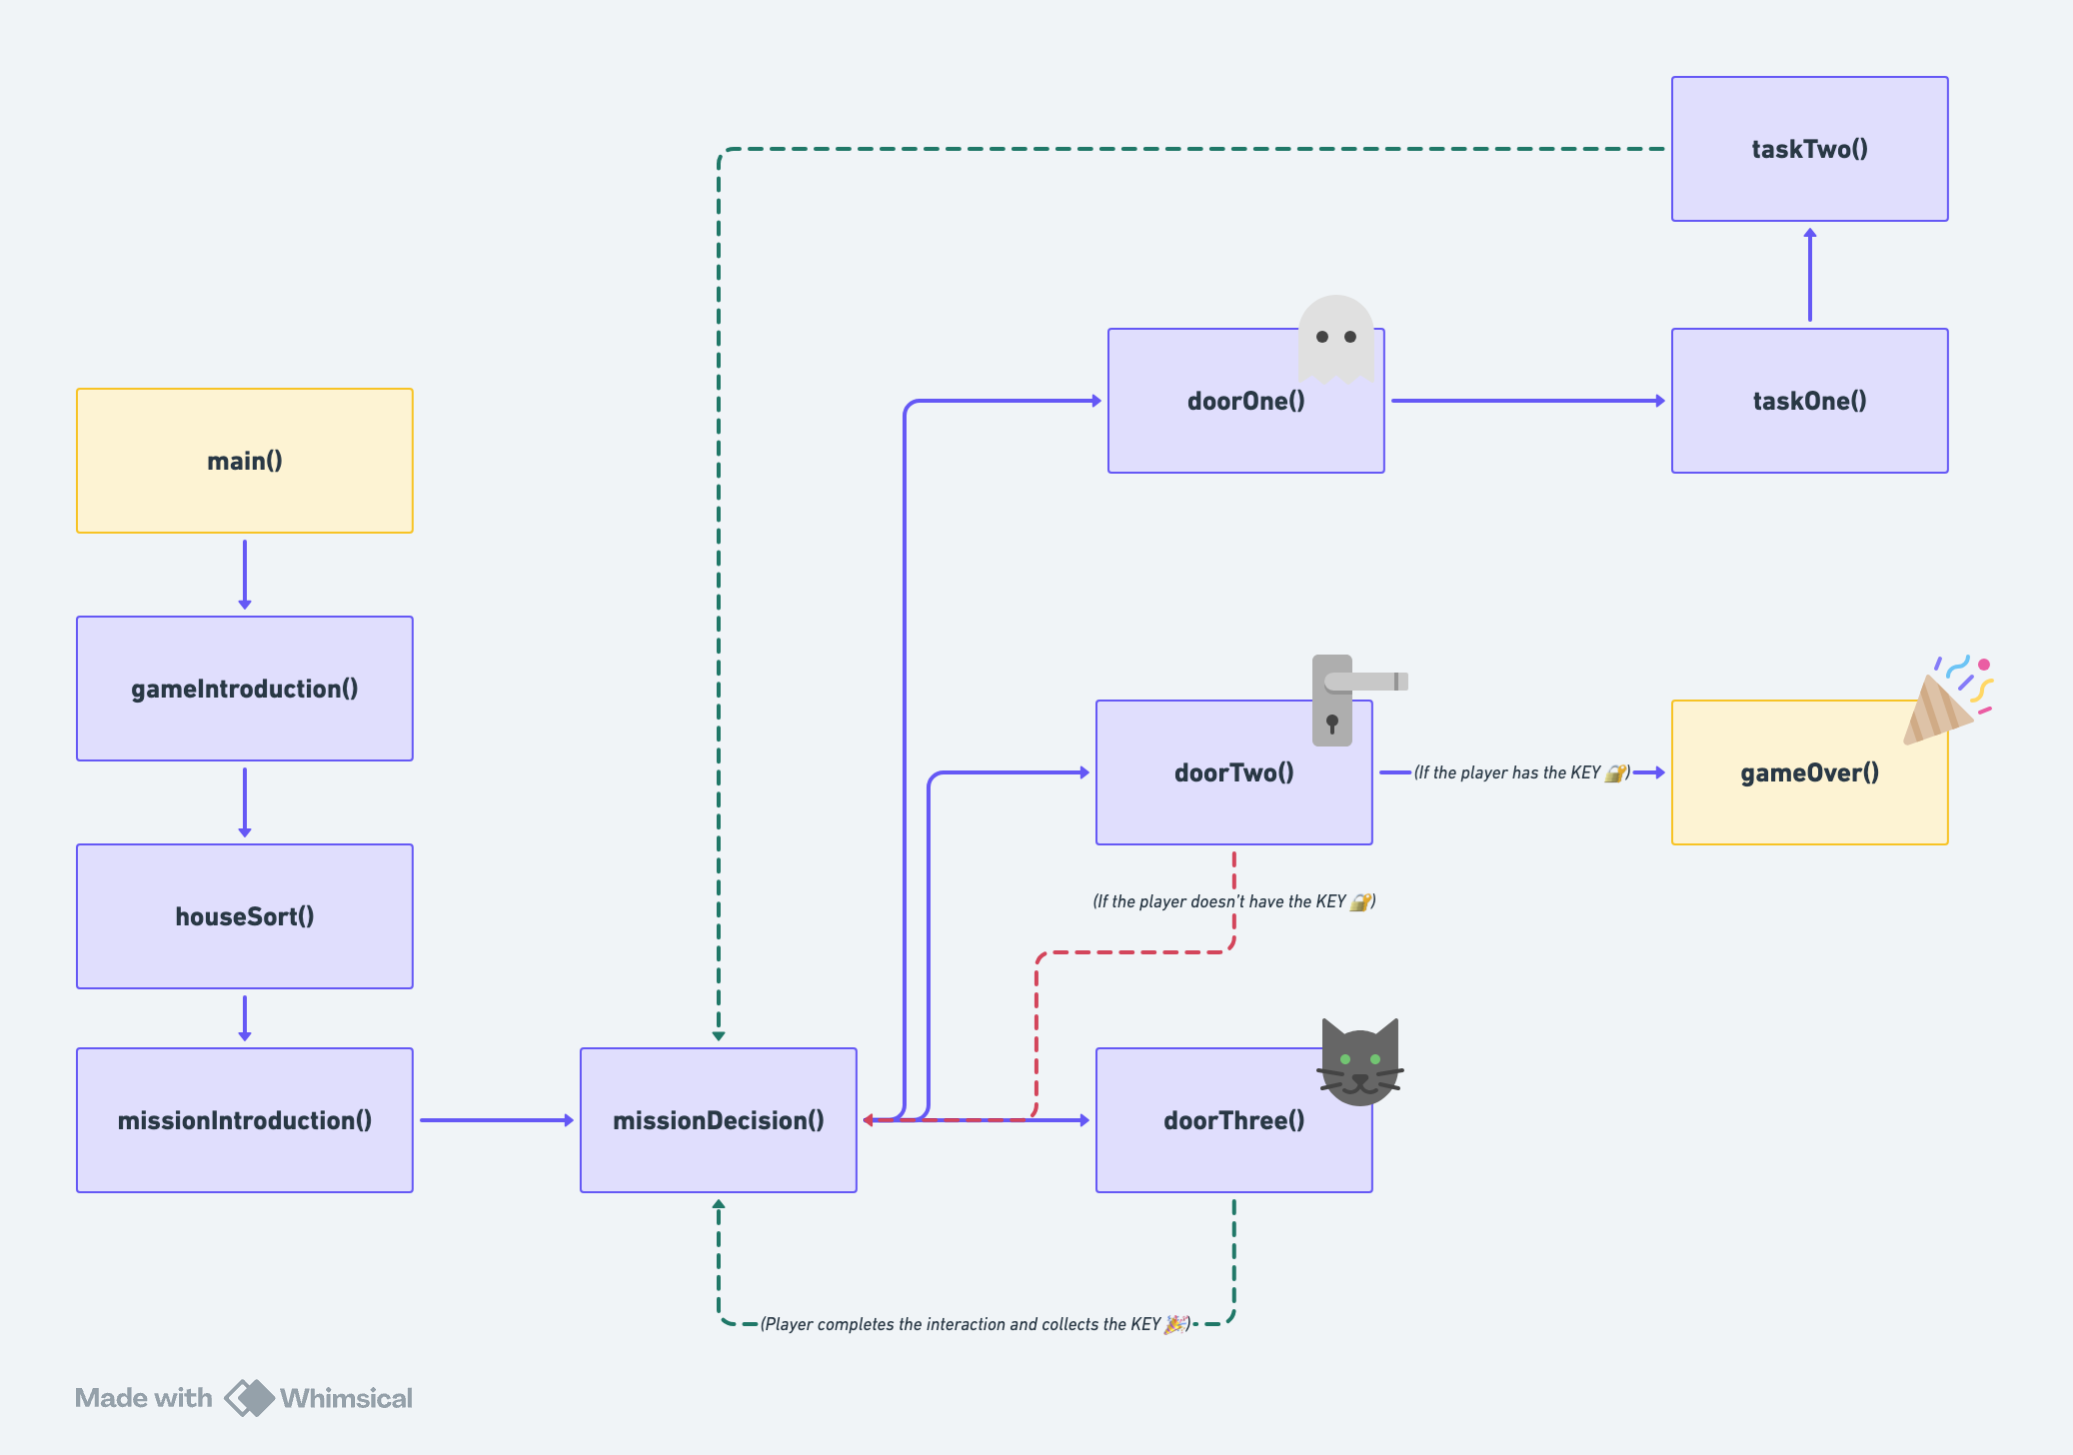 taskTwo()
doorOne()
taskOne()
main()
gameIntroduction()
doorTwo()
(If the player has the KEY 🔐)
gameOver()
(If the player doesn't have the KEY 🔐)
houseSort()
missionIntroduction()
missionDecision()
doorThree()
(Player completes the interaction and collects the KEY 🎉)
Made with Whimsical